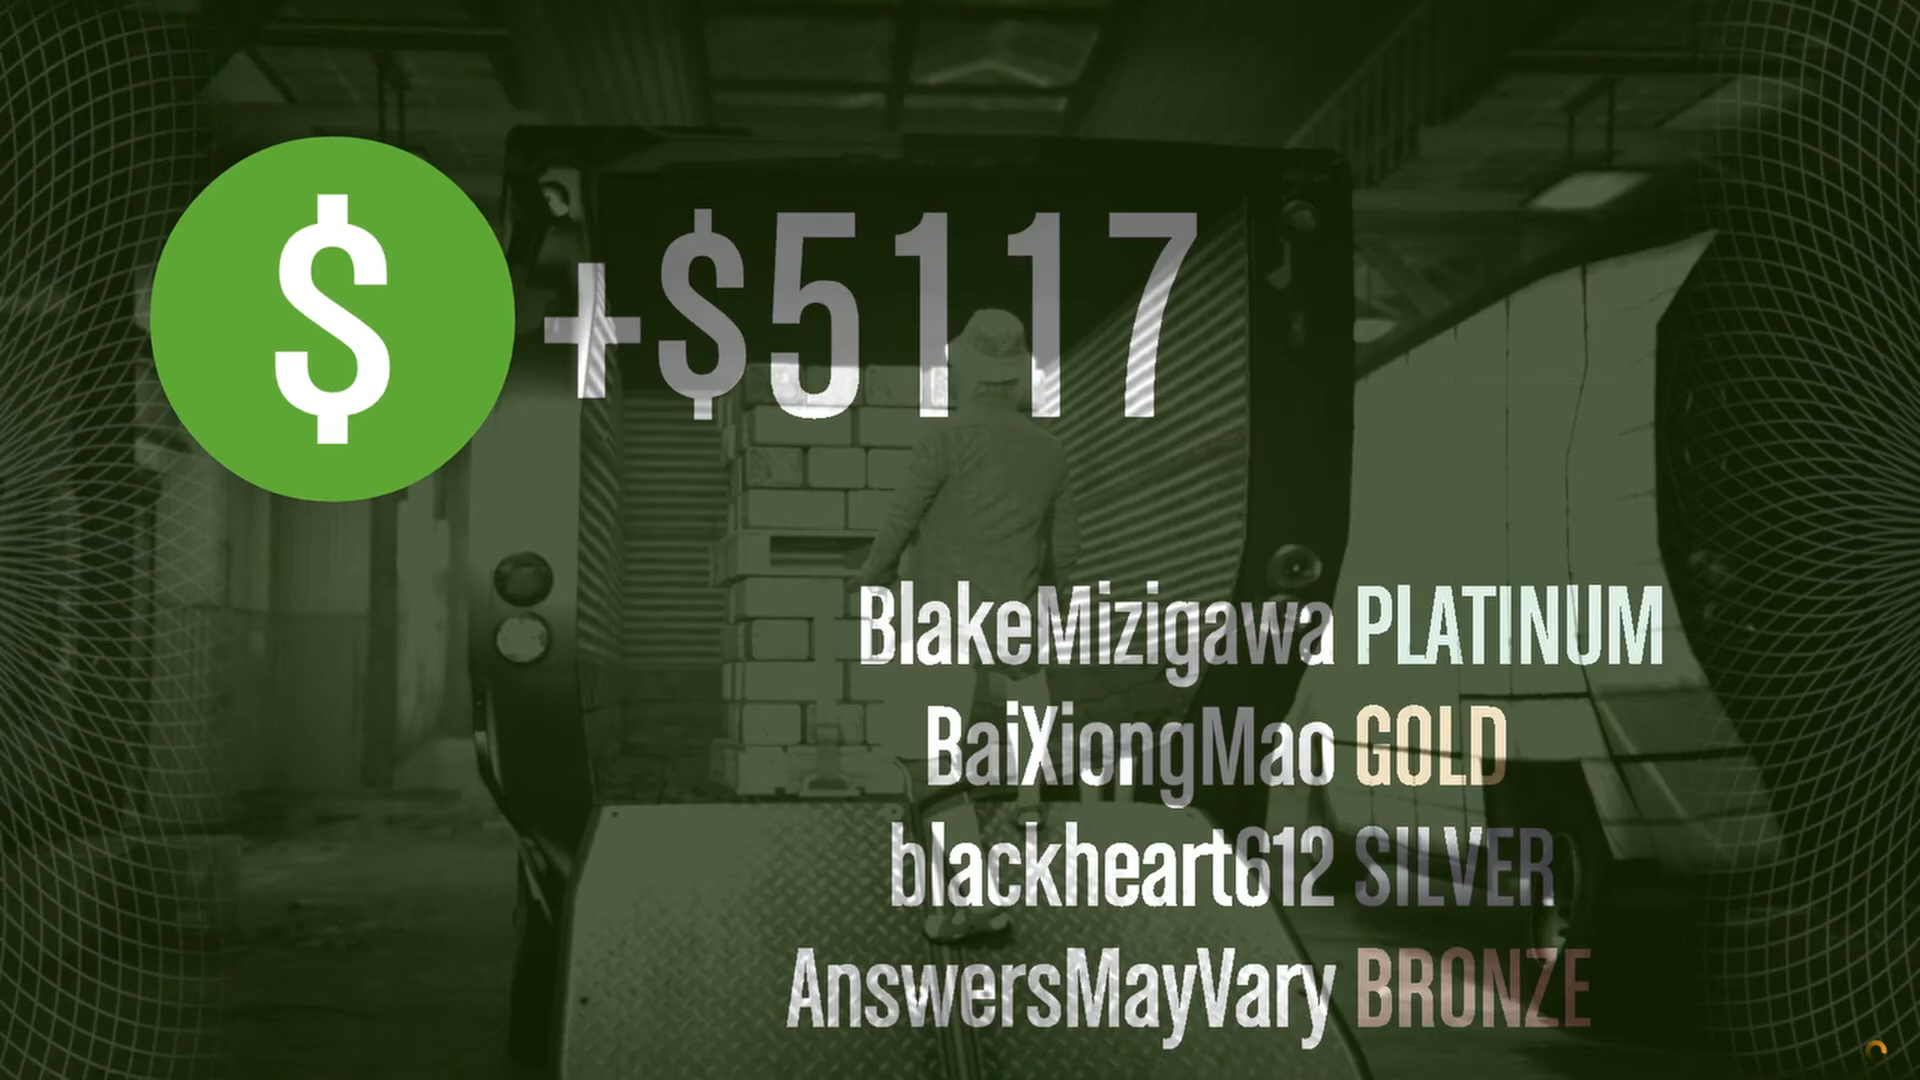 $ +$5117
BlakeMizigawa PLATINUM
BaiXiongMao GOLD
blackheart612 SILVER
AnswersMayVary BRONZE